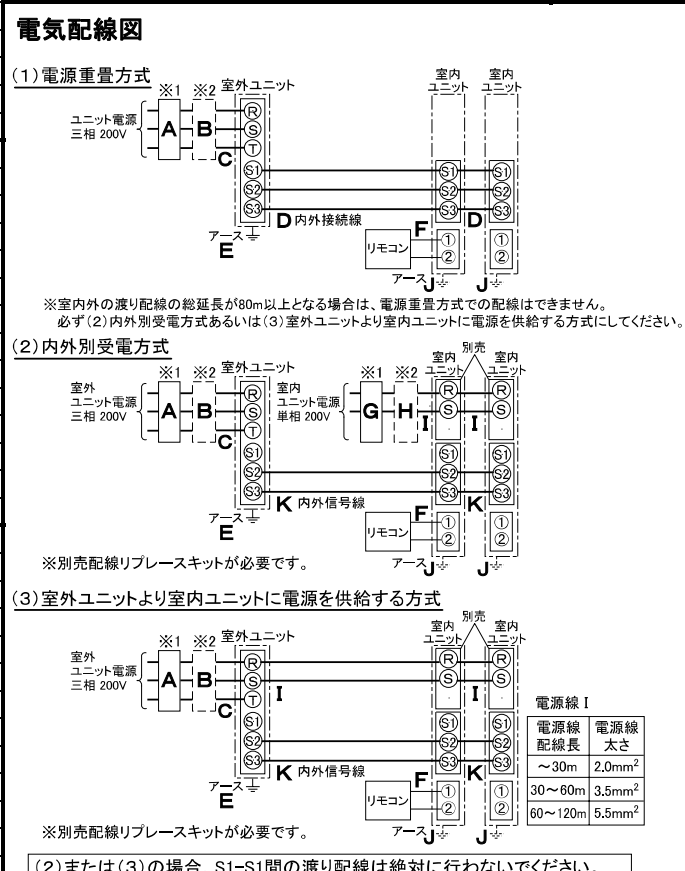 電気配線図
(1)電源重畳方式
※1 ※2 室外ユニット
室内
ユニット
室内
ユニット
ユニット電源
三相 200V
A B C
R
S
T
S1
S2
S3
S1
S2
S3
S1
S2
S3
D 内外接続線
D
アース
E
F
リモコン
①
②
①
②
アース J
J
※室内外の渡り配線の総延長が80m以上となる場合は、電源重畳方式での配線はできません。
必ず(2)内外別受電方式あるいは(3)室外ユニットより室内ユニットに電源を供給する方式にしてください。
(2)内外別受電方式
※1 ※2 室外ユニット
※1 ※2
室内
ユニット
別売
室内
ユニット
室外
ユニット電源
三相 200V
A B C
R
S
T
S1
S2
S3
室内
ユニット電源
単相 200V
G H I
R
S
I
R
S
S1
S2
S3
S1
S2
S3
K 内外信号線
K
アース
E
F
リモコン
①
②
①
②
アース J
J
※別売配線リプレースキットが必要です。
(3)室外ユニットより室内ユニットに電源を供給する方式
※1 ※2 室外ユニット
室内
ユニット
別売
室内
ユニット
室外
ユニット電源
三相 200V
A B C
R
S
T
S1
S2
S3
I
R
S
I
R
S
S1
S2
S3
S1
S2
S3
K 内外信号線
K
アース
E
F
リモコン
①
②
①
②
アース J
J
電源線 I
電源線
配線長
電源線
太さ
～30m 2.0mm²
30～60m 3.5mm²
60～120m 5.5mm²
※別売配線リプレースキットが必要です。
(2)または(3)の場合、S1-S1間の渡り配線は絶対に行わないでください。